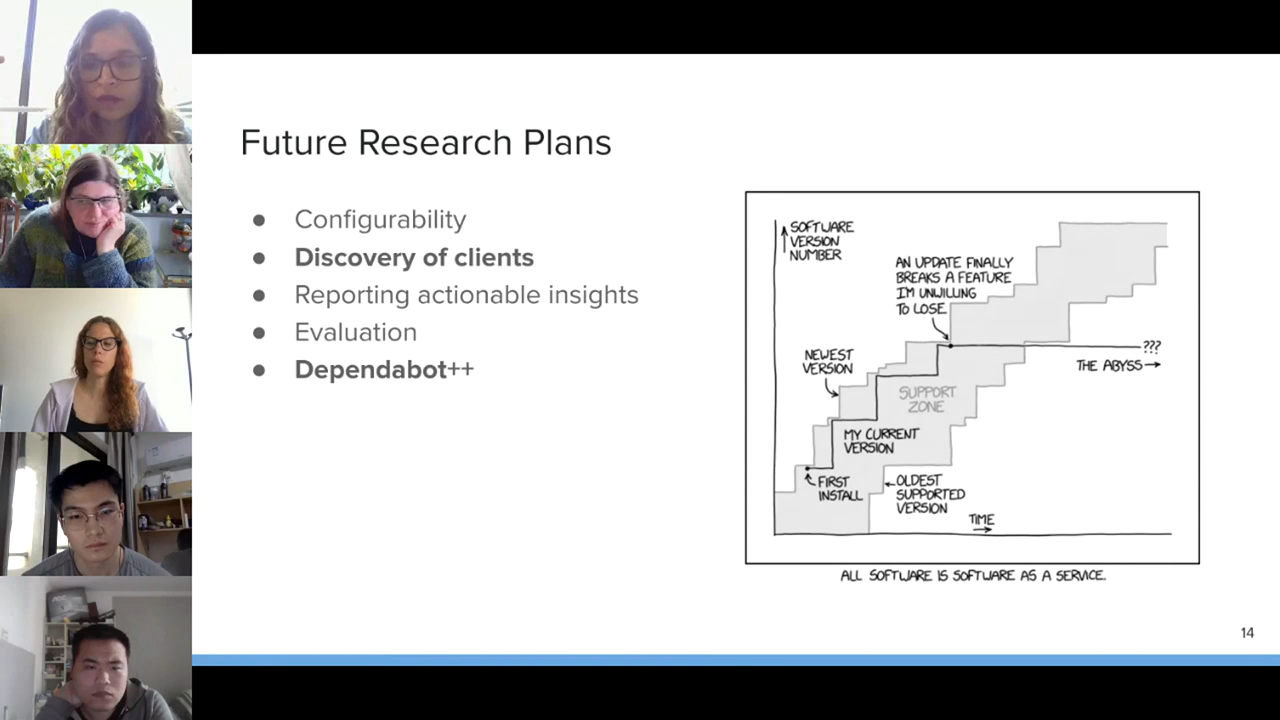 Future Research Plans
● Configurability
● Discovery of clients
● Reporting actionable insights
● Evaluation
● Dependabot++
SOFTWARE
VERSION
NUMBER
AN UPDATE FINALLY
BREAKS A FEATURE
I'M UNWILLING
TO LOSE
NEWEST
VERSION
???
THE ABYSS
SUPPORT
ZONE
MY CURRENT
VERSION
FIRST
INSTALL
OLDEST
SUPPORTED
VERSION
TIME
ALL SOFTWARE IS SOFTWARE AS A SERVICE.
14